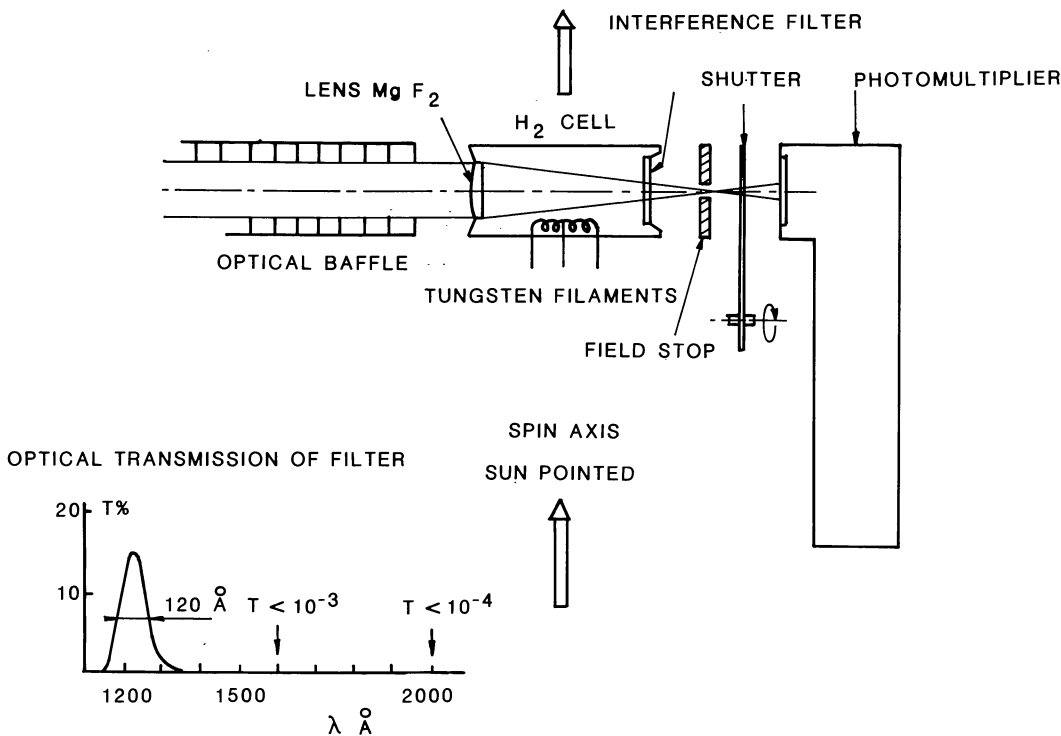 INTERFERENCE FILTER
SHUTTER
PHOTOMULTIPLIER
LENS Mg F₂
H₂ CELL
OPTICAL BAFFLE
TUNGSTEN FILAMENTS
FIELD STOP
SPIN AXIS
SUN POINTED
OPTICAL TRANSMISSION OF FILTER
20 T%
10
120 Å T < 10⁻³ T < 10⁻⁴
1200 1500 2000
λ Å